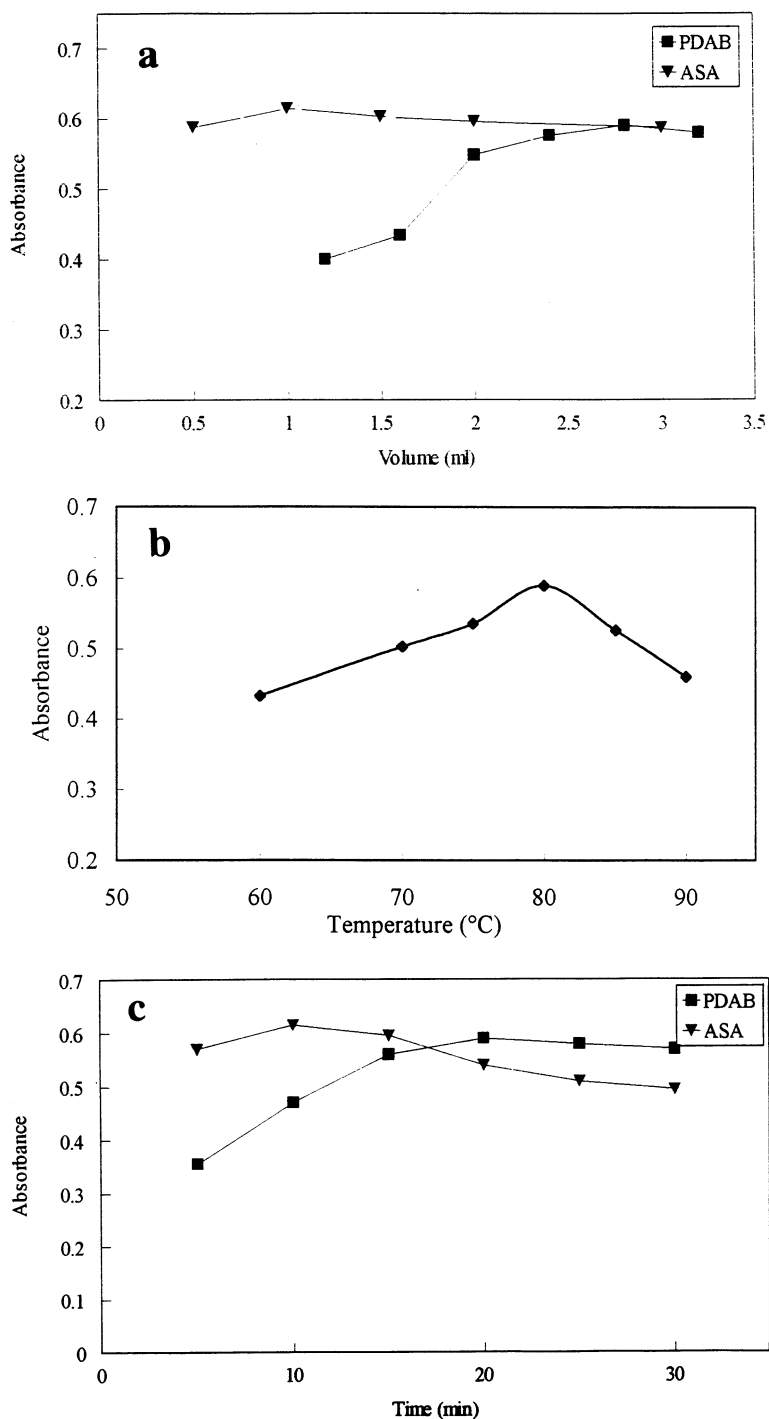 a
PDAB
ASA
0.7
0.6
0.5
0.4
0.3
0.2
Absorbance
0 0.5 1 1.5 2 2.5 3 3.5
Volume (ml)
b
0.7
0.6
0.5
0.4
0.3
0.2
Absorbance
50 60 70 80 90
Temperature (°C)
c
PDAB
ASA
0.7
0.6
0.5
0.4
0.3
0.2
0.1
0
Absorbance
0 10 20 30
Time (min)